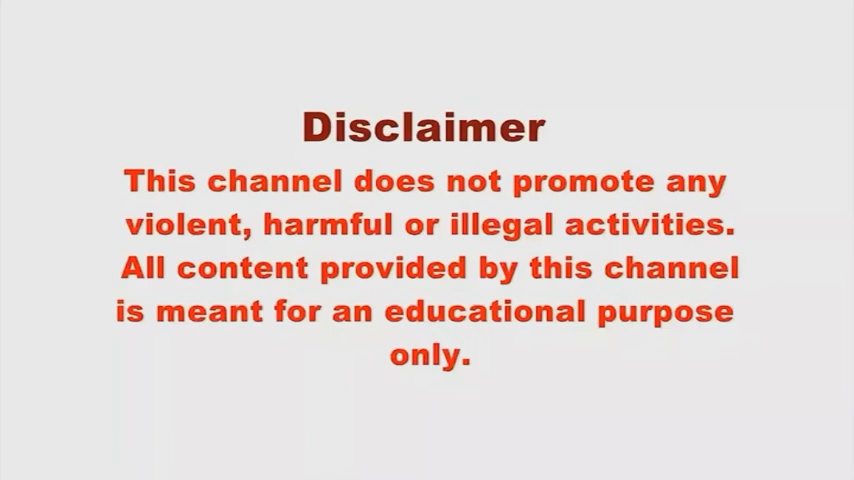 Disclaimer
This channel does not promote any
violent, harmful or illegal activities.
All content provided by this channel
is meant for an educational purpose
only.